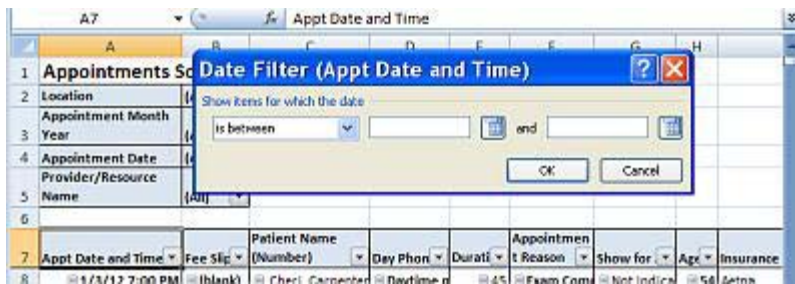 A7 fx Appt Date and Time
A B C D E F G H
1 Appointments Sc
Date Filter (Appt Date and Time)
2 Location
Show items for which the date
is between and
Appointment Month
3 Year
4 Appointment Date
OK Cancel
Provider/Resource
5 Name (All)
6
Patient Name Appointmen
7 Appt Date and Time Fee Slip (Number) Day Phon Durati t Reason Show for Age Insurance
8 1/3/12 7:00 PM (blank) Cheri Carpenter Daytime 45 Exam Com Not Indica 54 Aetna